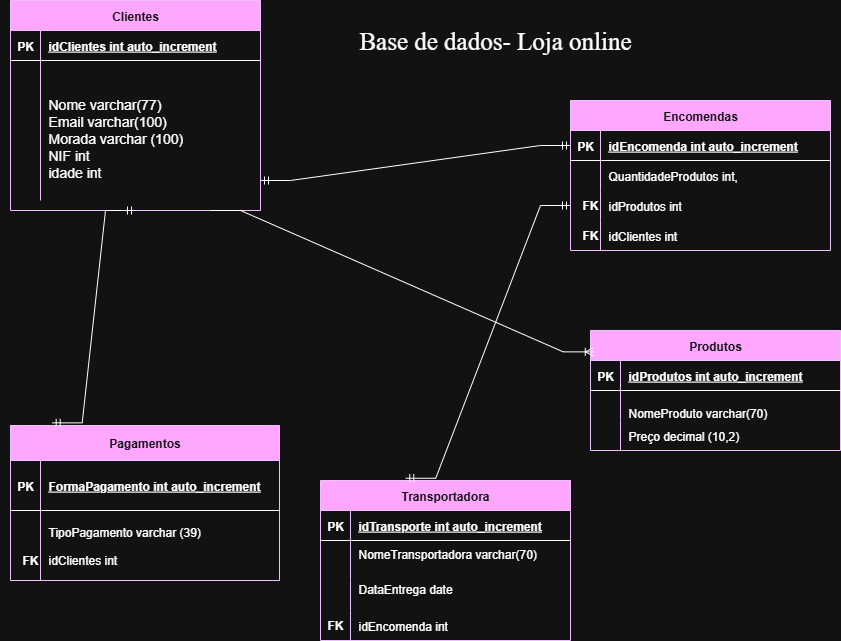 Clientes
PK idClientes int auto_increment
Nome varchar(77)
Email varchar(100)
Morada varchar (100)
NIF int
idade int
Base de dados- Loja online
Encomendas
PK idEncomenda int auto_increment
QuantidadeProdutos int,
FK idProdutos int
FK idClientes int
Produtos
PK idProdutos int auto_increment
NomeProduto varchar(70)
Preço decimal (10,2)
Pagamentos
PK FormaPagamento int auto_increment
TipoPagamento varchar (39)
FK idClientes int
Transportadora
PK idTransporte int auto_increment
NomeTransportadora varchar(70)
DataEntrega date
FK idEncomenda int